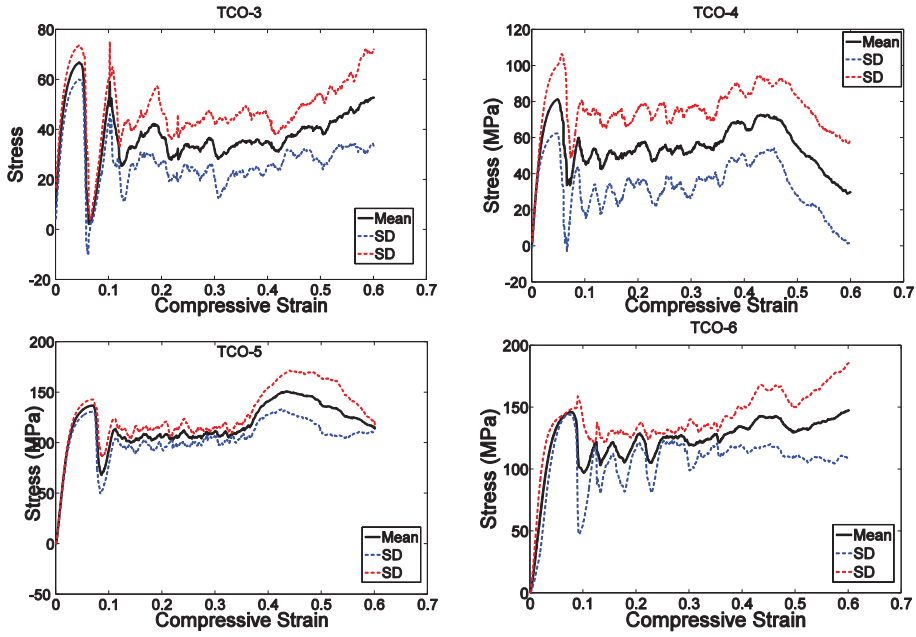 TCO-3
80
60
40
20
0
-20
Stress
0 0.1 0.2 0.3 0.4 0.5 0.6 0.7
Compressive Strain
Mean
SD
SD
TCO-4
120
100
80
60
40
20
0
-20
Stress (MPa)
0 0.1 0.2 0.3 0.4 0.5 0.6 0.7
Compressive Strain
Mean
SD
SD
TCO-5
200
150
100
50
0
-50
Stress (MPa)
0 0.1 0.2 0.3 0.4 0.5 0.6 0.7
Compressive Strain
Mean
SD
SD
TCO-6
200
150
100
50
0
Stress (MPa)
0 0.1 0.2 0.3 0.4 0.5 0.6 0.7
Compressive Strain
Mean
SD
SD